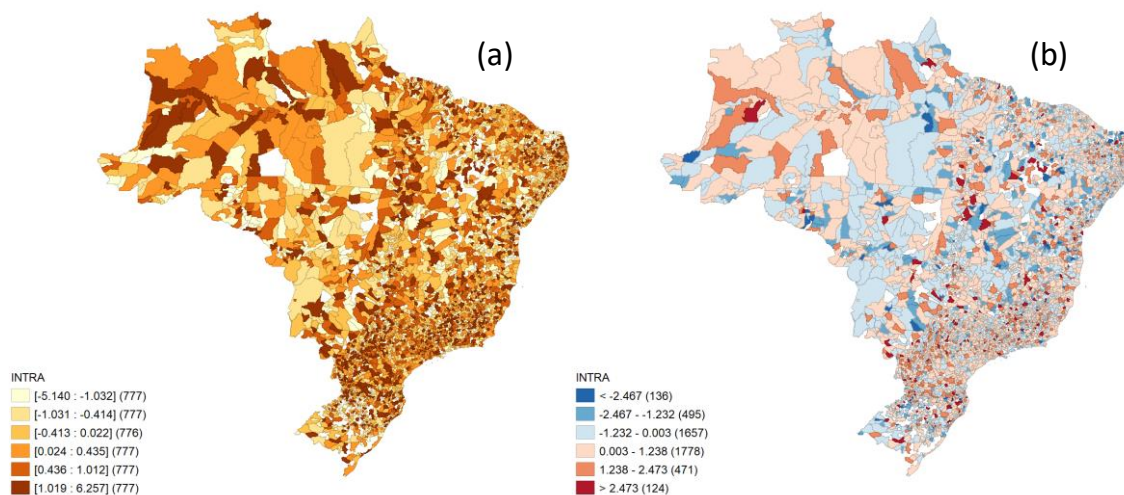 (a)
INTRA
[-5.140 : -1.032] (777)
[-1.031 : -0.414] (777)
[-0.413 : 0.022] (776)
[0.024 : 0.435] (777)
[0.436 : 1.012] (777)
[1.019 : 6.257] (777)
(b)
INTRA
< -2.467 (136)
-2.467 - -1.232 (495)
-1.232 - 0.003 (1657)
0.003 - 1.238 (1778)
1.238 - 2.473 (471)
> 2.473 (124)